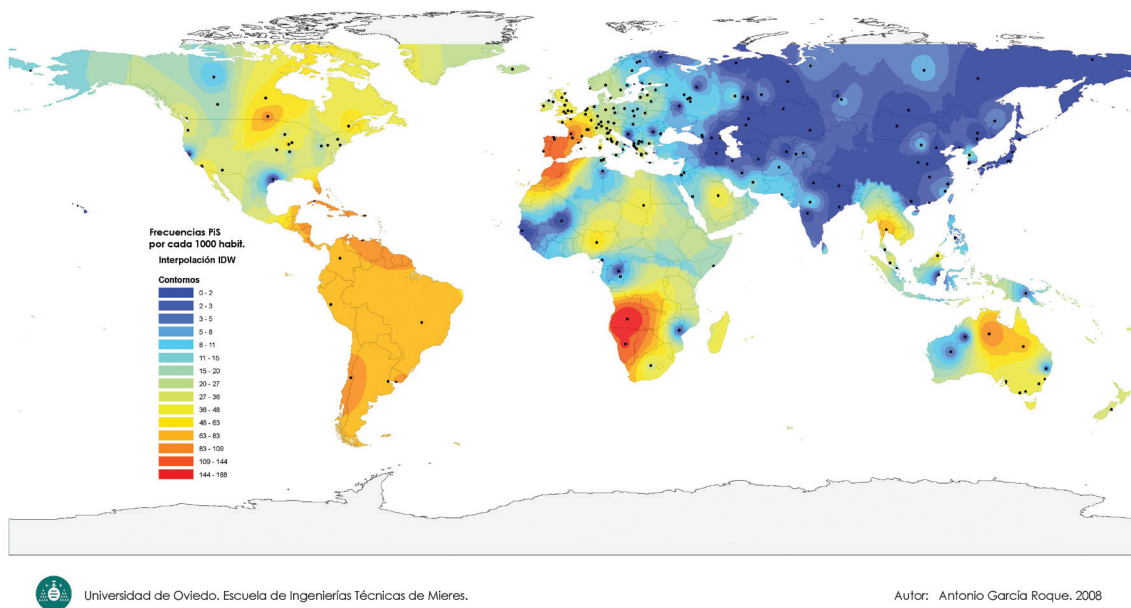 Frecuencias PiS
por cada 1000 habit.
Interpolación IDW
Contornos
0 - 2
2 - 3
3 - 5
5 - 8
8 - 11
11 - 15
15 - 20
20 - 27
27 - 36
36 - 48
48 - 63
63 - 83
83 - 109
109 - 144
144 - 188
Universidad de Oviedo. Escuela de Ingenierías Técnicas de Mieres.
Autor: Antonio García Roque. 2008